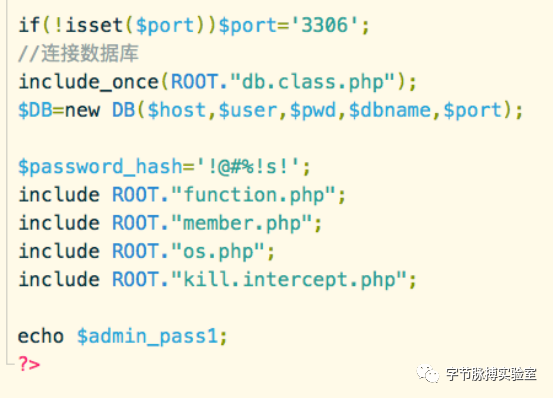 if(!isset($port))$port='3306';
//连接数据库
include_once(ROOT."db.class.php");
$DB=new DB($host,$user,$pwd,$dbname,$port);
$password_hash='!@#%!s!';
include ROOT."function.php";
include ROOT."member.php";
include ROOT."os.php";
include ROOT."kill.intercept.php";
echo $admin_pass1;
?>
字节脉搏实验室